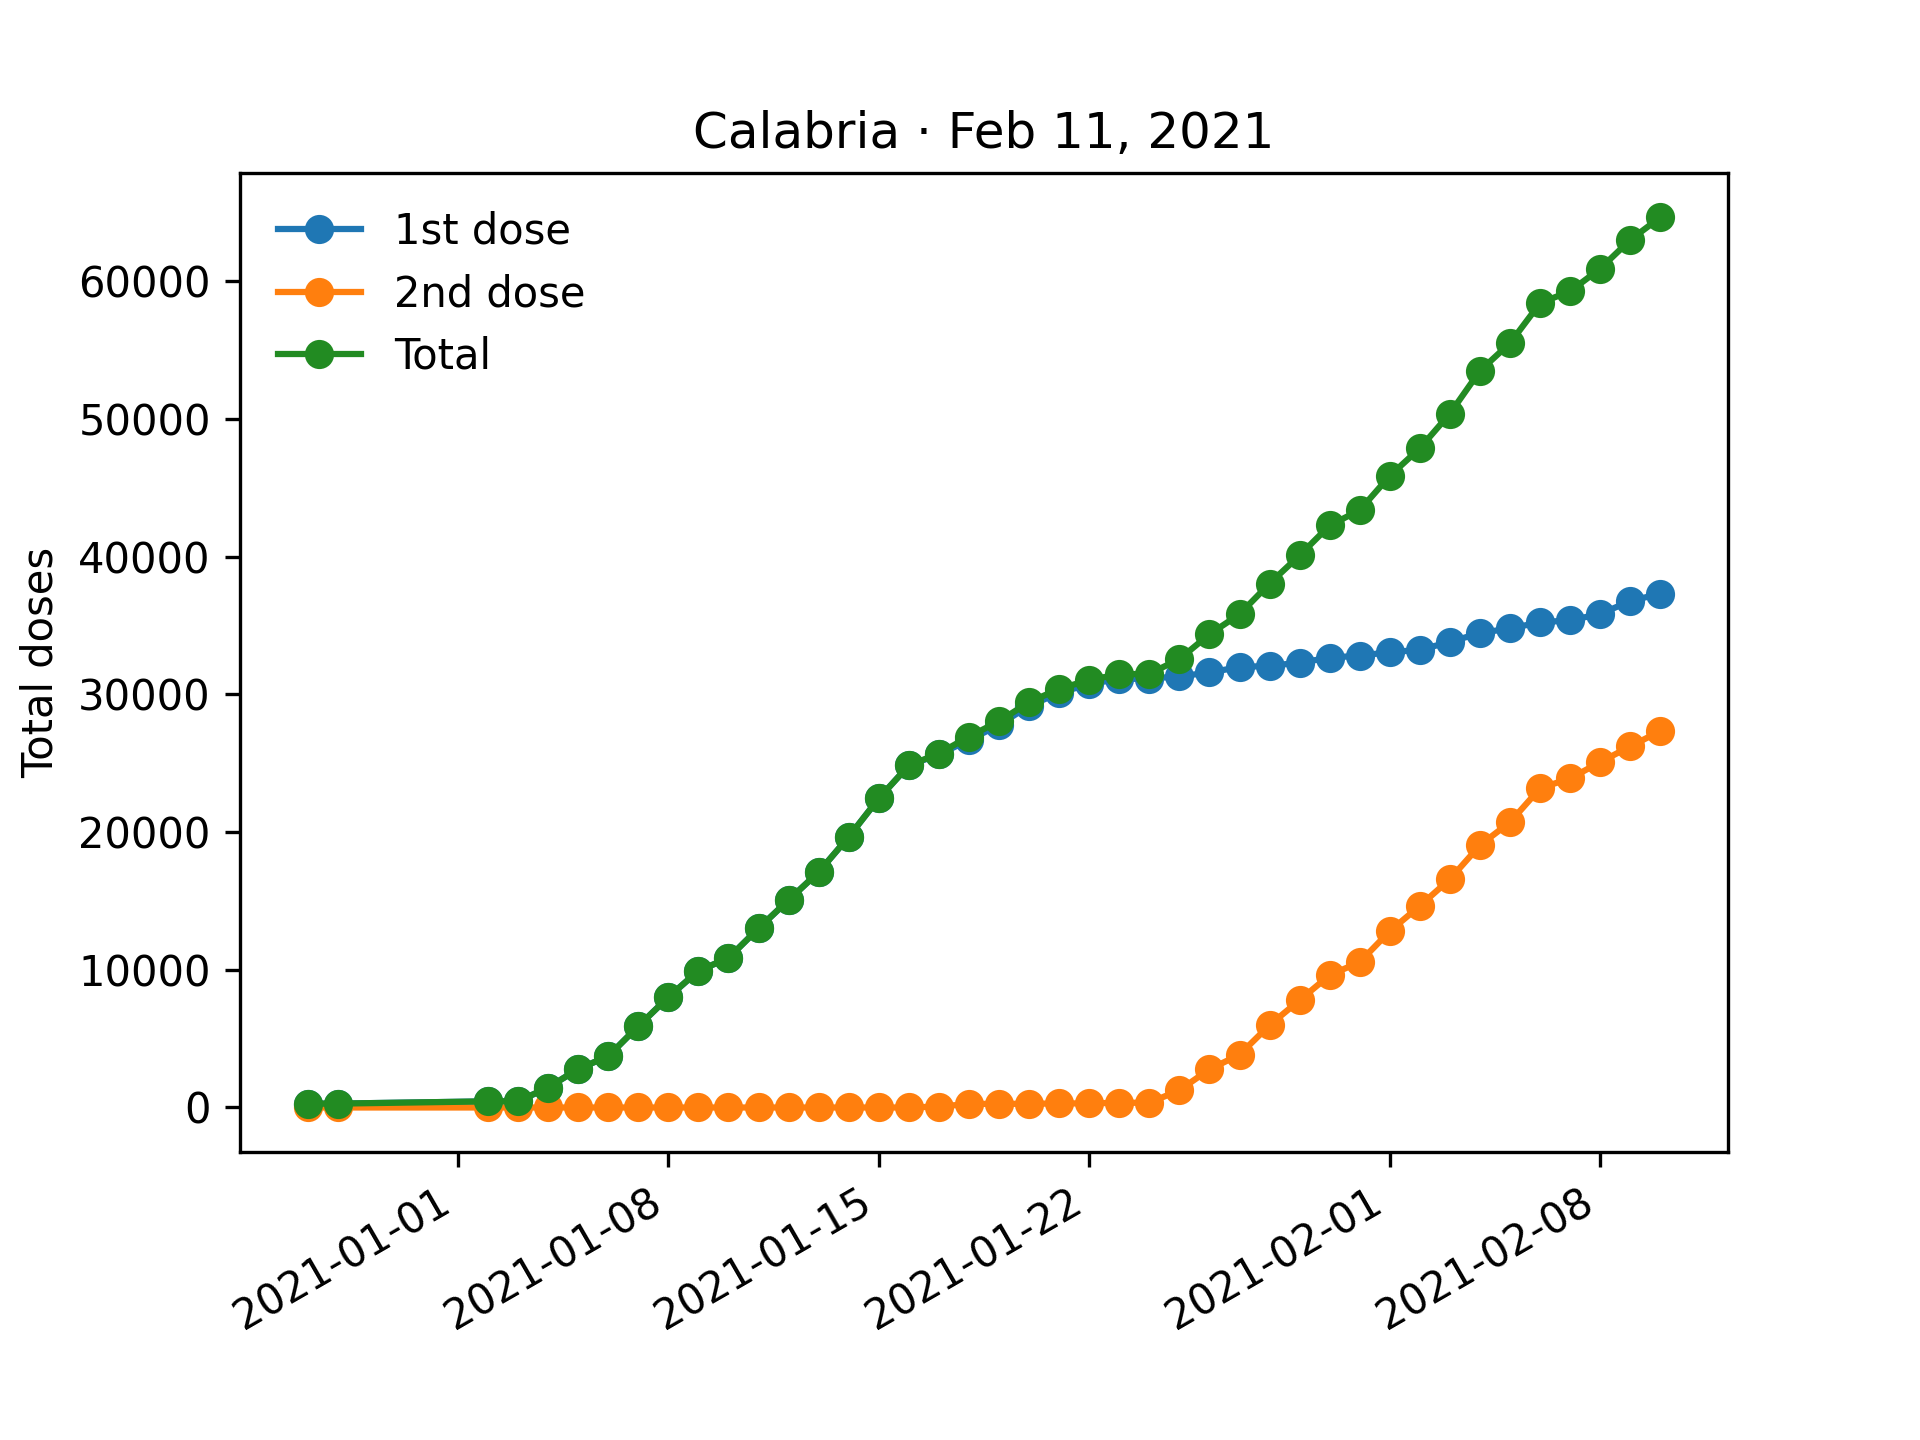 Calabria · Feb 11, 2021
1st dose
2nd dose
Total
Total doses
60000
50000
40000
30000
20000
10000
0
2021-01-01
2021-01-08
2021-01-15
2021-01-22
2021-02-01
2021-02-08